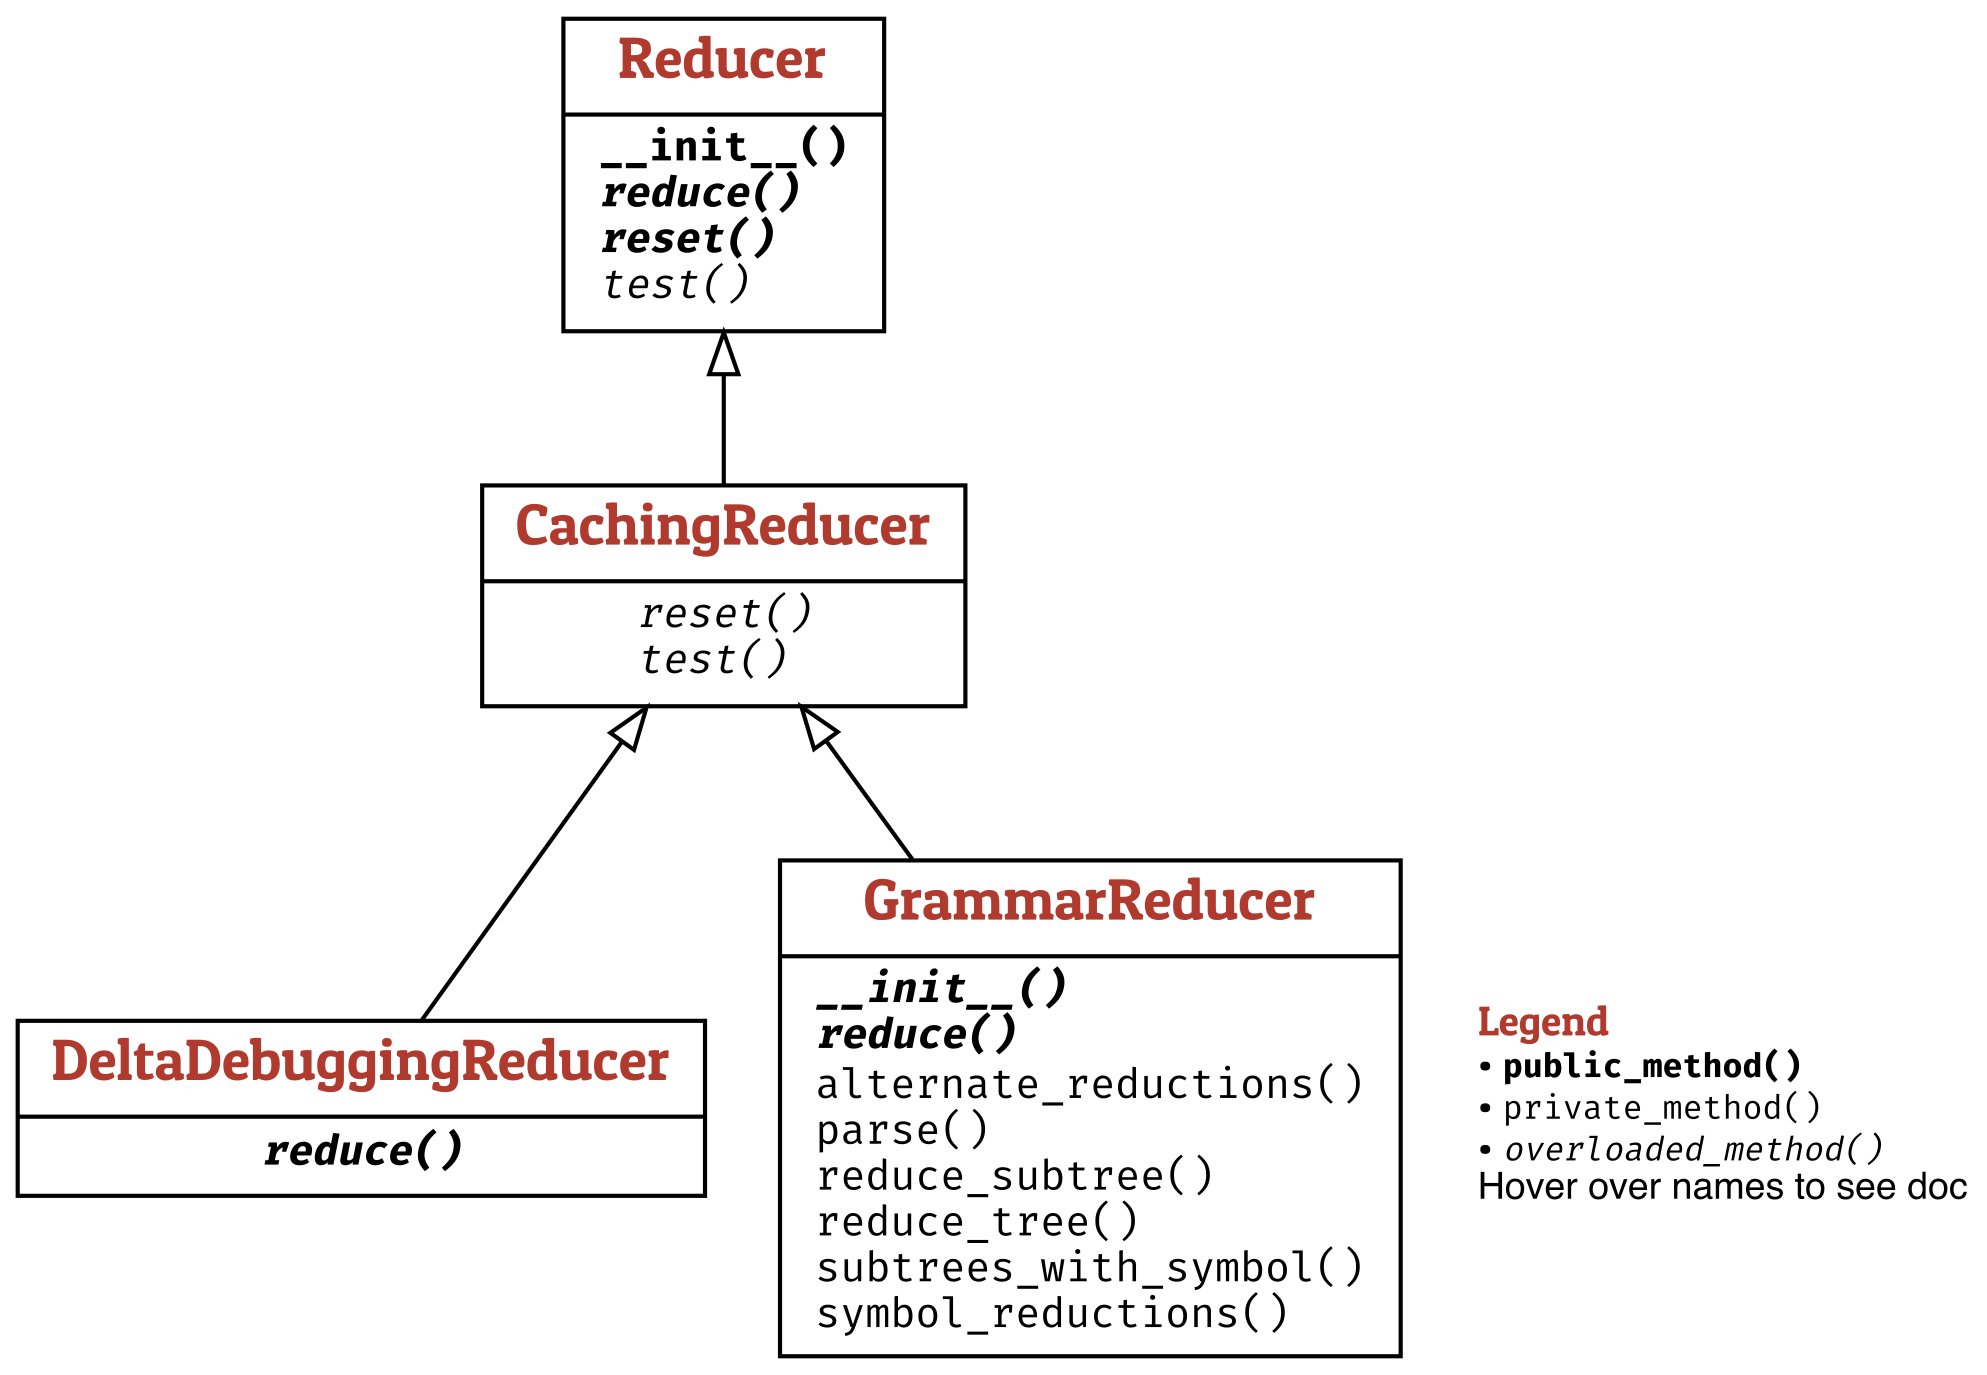 Reducer
__init__()
reduce()
reset()
test()
CachingReducer
reset()
test()
DeltaDebuggingReducer
reduce()
GrammarReducer
__init__()
reduce()
alternate_reductions()
parse()
reduce_subtree()
reduce_tree()
subtrees_with_symbol()
symbol_reductions()
Legend
• public_method()
• private_method()
• overloaded_method()
Hover over names to see doc